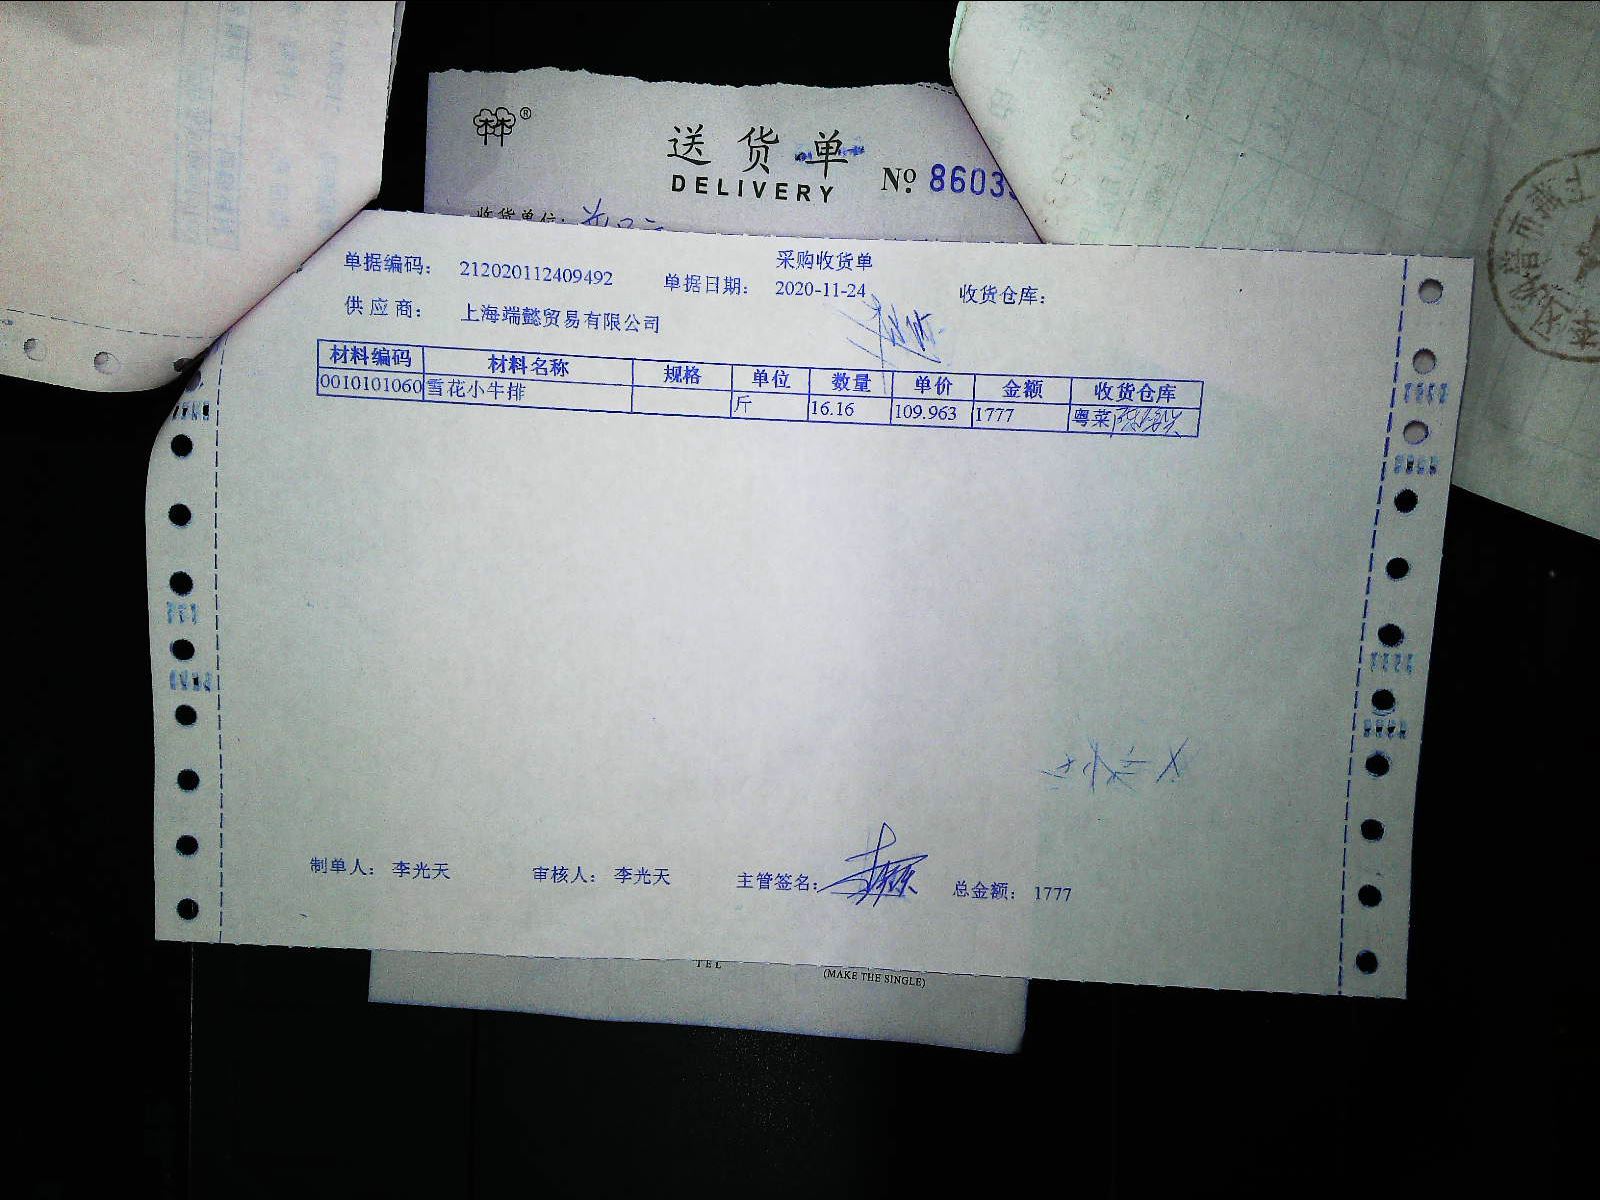 送货单
DELIVERY
№ 8603
收货单位:
采购收货单
单据编码: 212020112409492 单据日期: 2020-11-24 收货仓库:
供应商: 上海端懿贸易有限公司
材料编码 材料名称 规格 单位 数量 单价 金额 收货仓库
0010101060 雪花小牛排 斤 16.16 109.963 1777 粤菜
制单人: 李光天 审核人: 李光天 主管签名: 总金额: 1777
TEL (MAKE THE SINGLE)